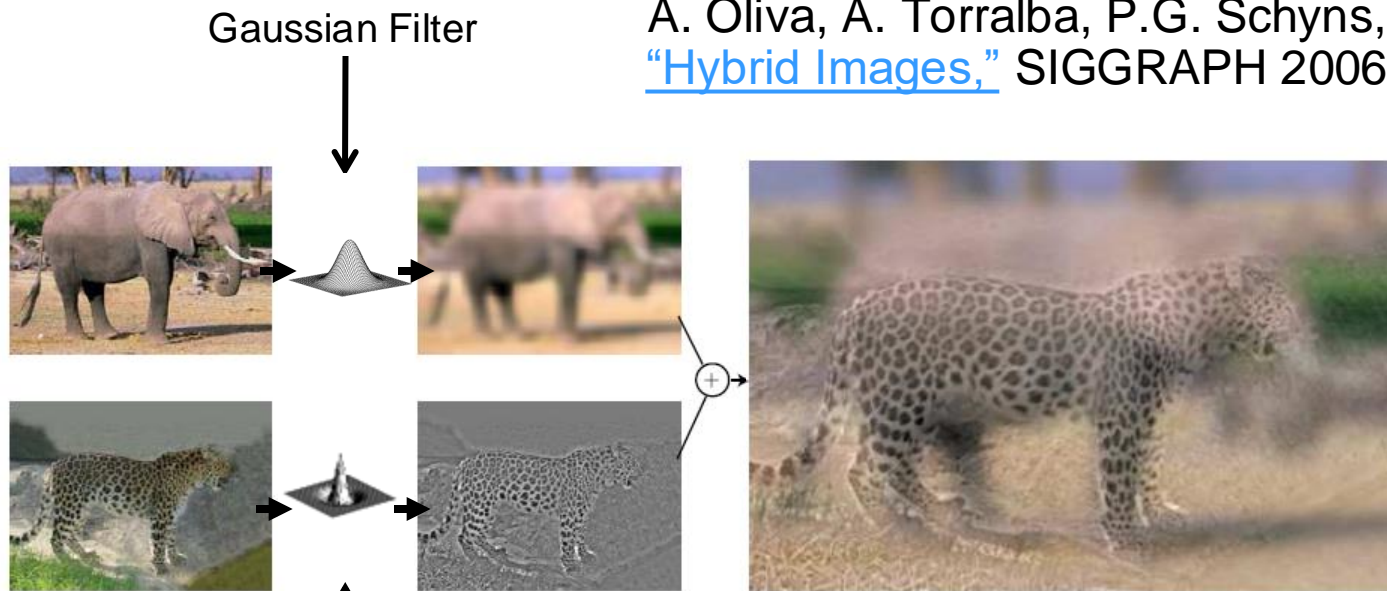 Gaussian Filter
A. Oliva, A. Torralba, P.G. Schyns,
“Hybrid Images,” SIGGRAPH 2006